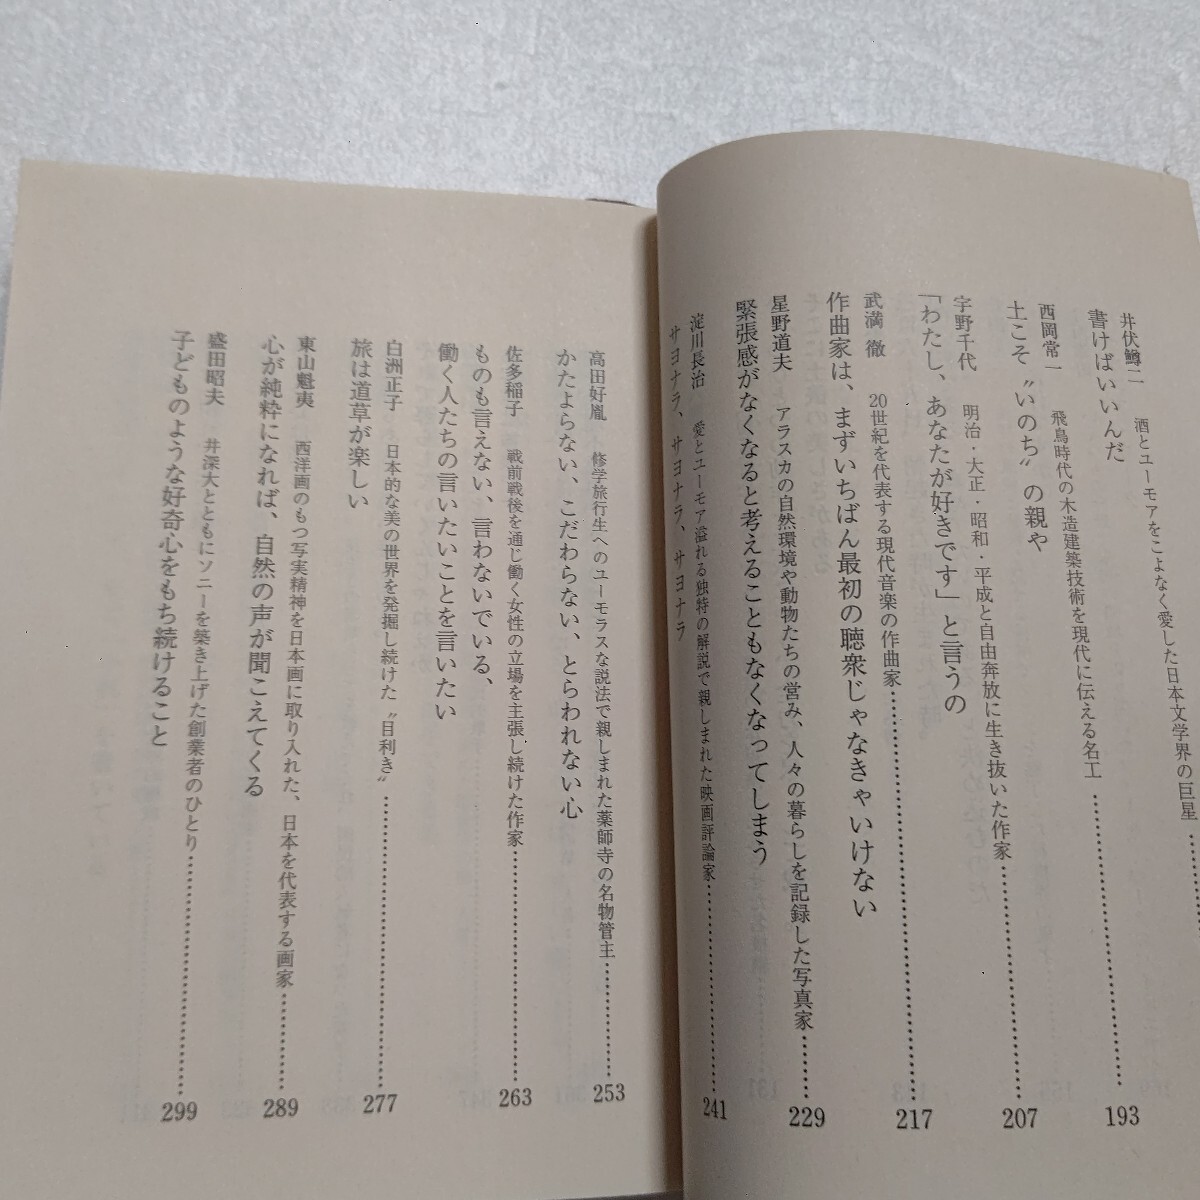 井伏鱒二　酒とユーモアをこよなく愛した日本文学界の巨星
書けばいいんだ
西岡常一　飛鳥時代の木造建築技術を現代に伝える名工………193
土こそ〝いのち〟の親や
宇野千代　明治・大正・昭和・平成と自由奔放に生き抜いた作家………207
「わたし、あなたが好きです」と言うの
武満　徹　20世紀を代表する現代音楽の作曲家………217
作曲家は、まずいちばん最初の聴衆じゃなきゃいけない
星野道夫　アラスカの自然環境や動物たちの営み、人々の暮らしを記録した写真家………229
緊張感がなくなると考えることもなくなってしまう
淀川長治　愛とユーモア溢れる独特の解説で親しまれた映画評論家………241
サヨナラ、サヨナラ、サヨナラ
高田好胤　修学旅行生へのユーモラスな説法で親しまれた薬師寺の名物管主………253
かたよらない、こだわらない、とらわれない心
佐多稲子　戦前戦後を通じ働く女性の立場を主張し続けた作家………263
ものも言えない、言わないでいる、
働く人たちの言いたいことを言いたい
白洲正子　日本的な美の世界を発掘し続けた〝目利き〟………277
旅は道草が楽しい
東山魁夷　西洋画のもつ写実精神を日本画に取り入れた、日本を代表する画家………289
心が純粋になれば、自然の声が聞こえてくる
盛田昭夫　井深大とともにソニーを築き上げた創業者のひとり………299
子どものような好奇心をもち続けること